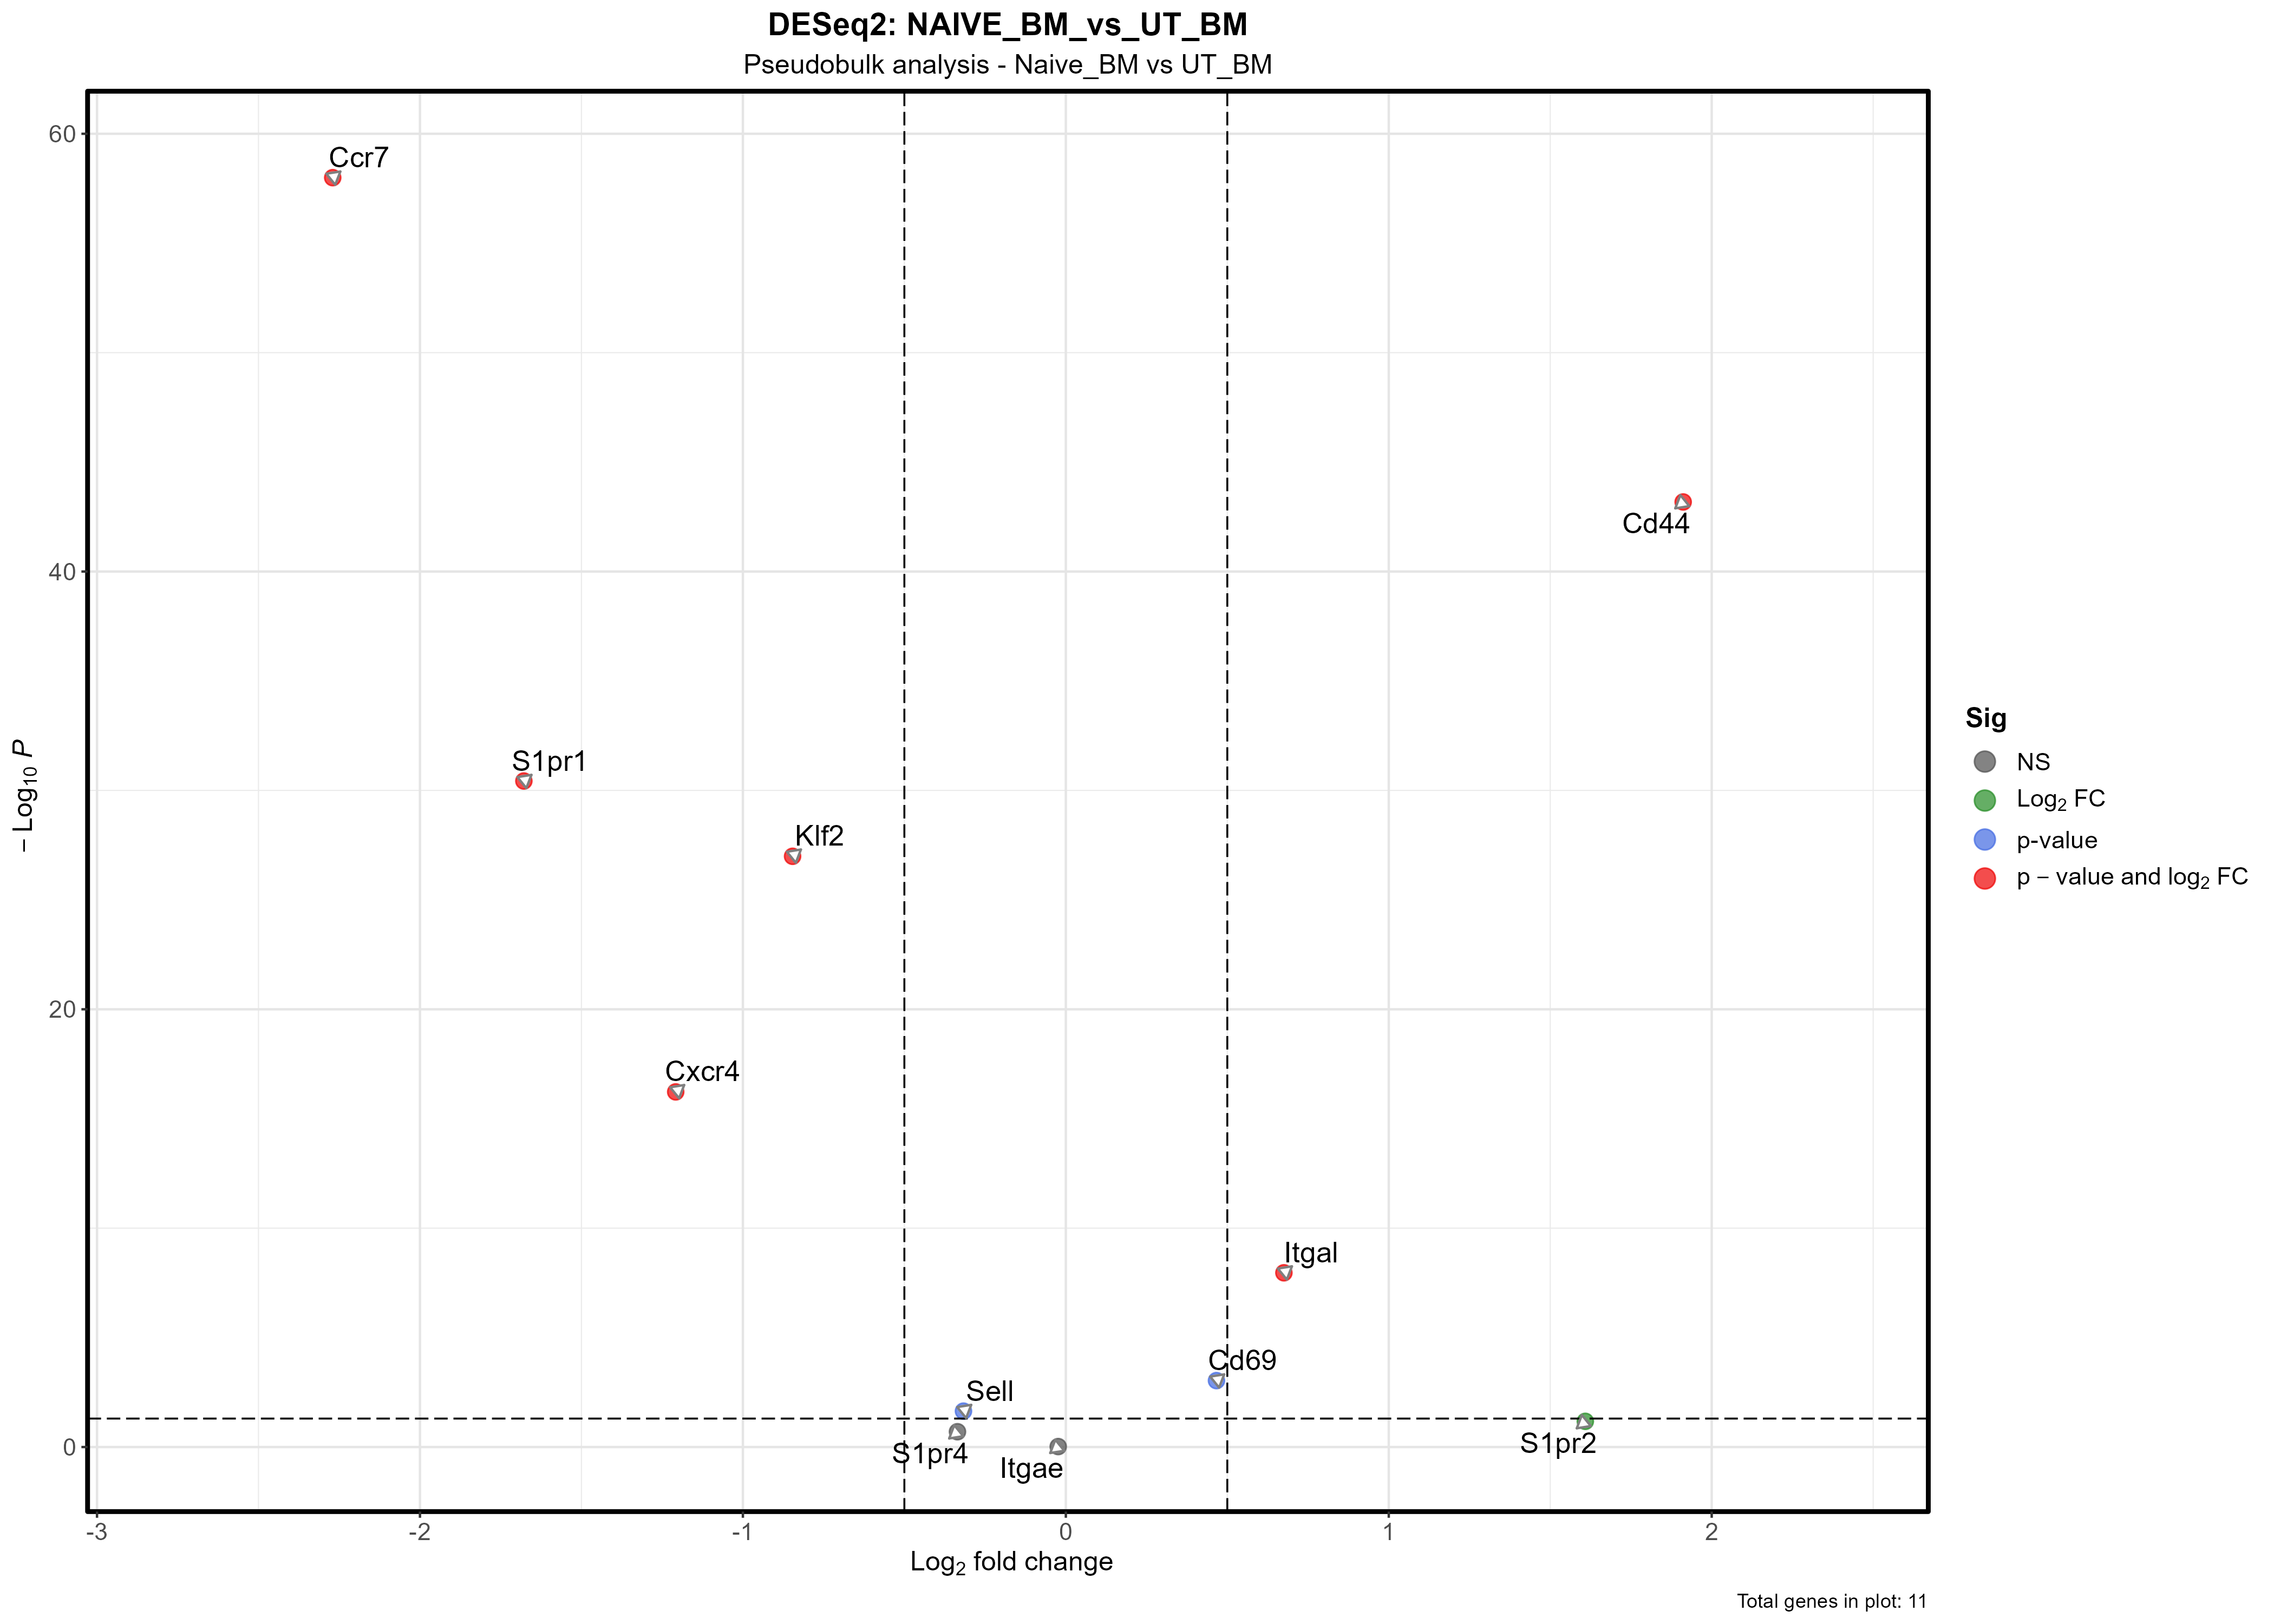 DESeq2: NAIVE_BM_vs_UT_BM
Pseudobulk analysis - Naive_BM vs UT_BM
60
40
20
0
– Log10 P
Ccr7
Cd44
S1pr1
Klf2
Cxcr4
Itgal
Cd69
Sell
S1pr4
Itgae
S1pr2
Sig
NS
Log2 FC
p-value
p – value and log2 FC
-3 -2 -1 0 1 2
Log2 fold change
Total genes in plot: 11